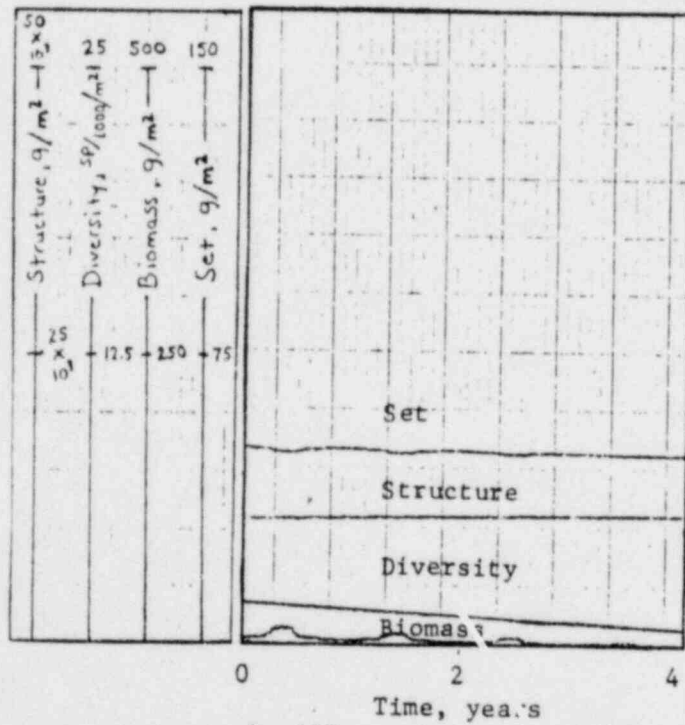 50
25 500 150
Structure, g/m²
Diversity, SP/1000/m²
Biomass, g/m²
Set, g/m²
25
12.5 250 75
Set
Structure
Diversity
Biomass
0 2 4
Time, years